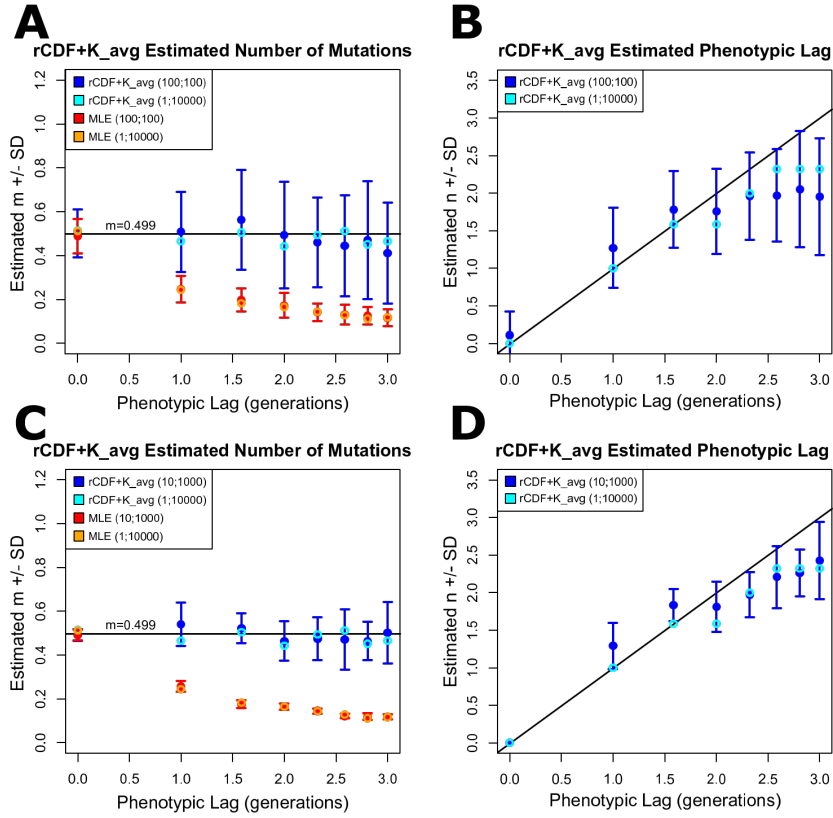 A
rCDF+K_avg Estimated Number of Mutations
rCDF+K_avg (100;100)
rCDF+K_avg (1;10000)
MLE (100;100)
MLE (1;10000)
m=0.499
Estimated m +/- SD
0.0 0.2 0.4 0.6 0.8 1.0 1.2
0.0 0.5 1.0 1.5 2.0 2.5 3.0
Phenotypic Lag (generations)
B
rCDF+K_avg Estimated Phenotypic Lag
rCDF+K_avg (100;100)
rCDF+K_avg (1;10000)
Estimated n +/- SD
0.0 0.5 1.0 1.5 2.0 2.5 3.0 3.5
0.0 0.5 1.0 1.5 2.0 2.5 3.0
Phenotypic Lag (generations)
C
rCDF+K_avg Estimated Number of Mutations
rCDF+K_avg (10;1000)
rCDF+K_avg (1;10000)
MLE (10;1000)
MLE (1;10000)
m=0.499
Estimated m +/- SD
0.0 0.2 0.4 0.6 0.8 1.0 1.2
0.0 0.5 1.0 1.5 2.0 2.5 3.0
Phenotypic Lag (generations)
D
rCDF+K_avg Estimated Phenotypic Lag
rCDF+K_avg (10;1000)
rCDF+K_avg (1;10000)
Estimated n +/- SD
0.0 0.5 1.0 1.5 2.0 2.5 3.0 3.5
0.0 0.5 1.0 1.5 2.0 2.5 3.0
Phenotypic Lag (generations)